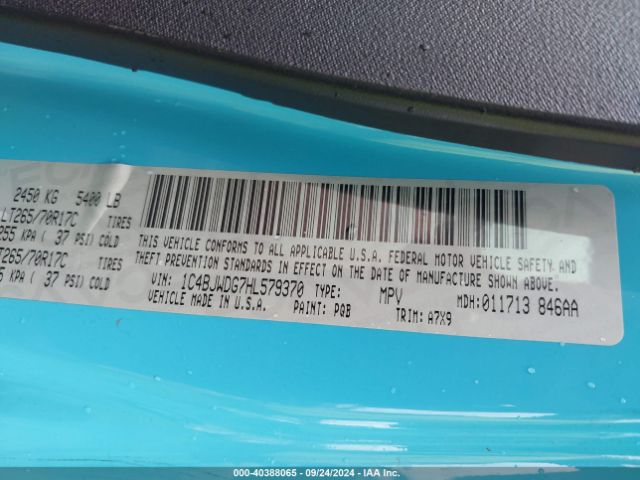 2450 KG 5400 LB
LT265/70R17C TIRES
255 KPA ( 37 PSI) COLD
T265/70R17C TIRES
55 KPA ( 37 PSI) COLD
THIS VEHICLE CONFORMS TO ALL APPLICABLE U.S.A. FEDERAL MOTOR VEHICLE SAFETY AND
THEFT PREVENTION STANDARDS IN EFFECT ON THE DATE OF MANUFACTURE SHOWN ABOVE.
VIN: 1C4BJWDG7HL579370 TYPE: MPV MDH: 011713 846AA
VEHICLE MADE IN U.S.A. PAINT: PQB TRIM: A7X9
000-40388065 - 09/24/2024 - IAA Inc.